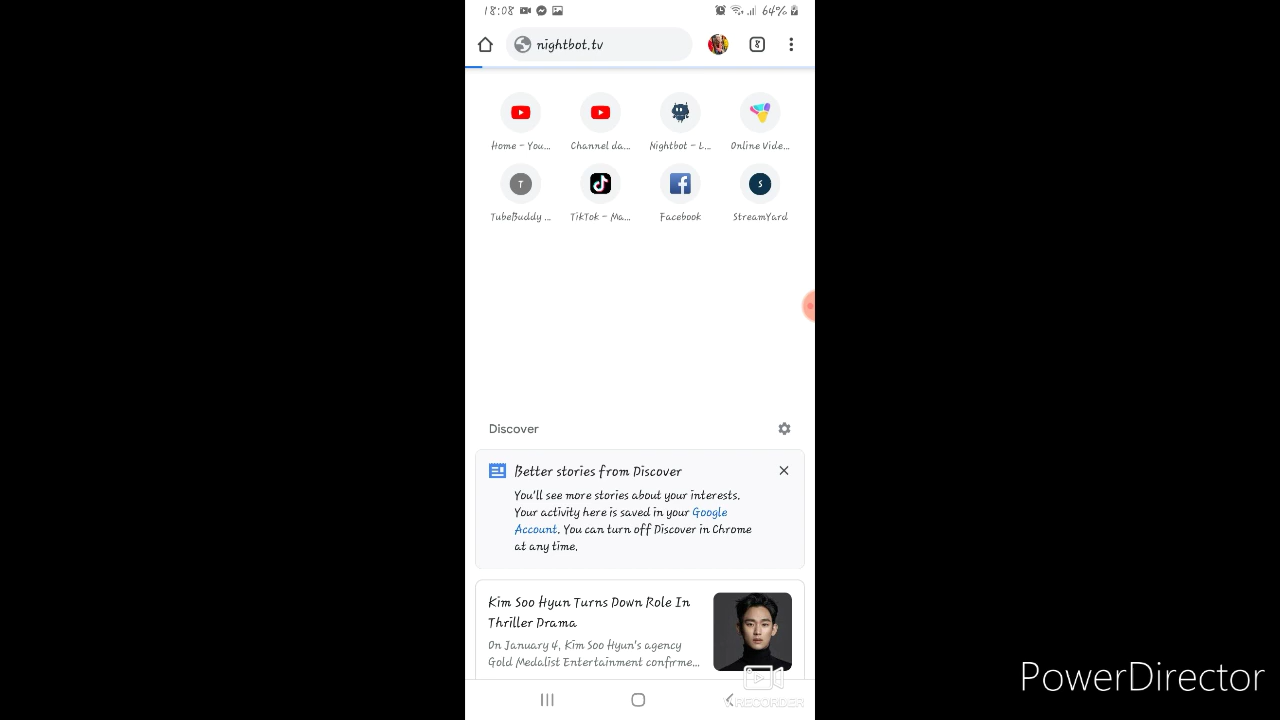 18:08
64%
nightbot.tv
8
Home - You...
Channel da...
Nightbot - L...
Online Vide...
T
S
TubeBuddy ...
TikTok - Ma...
Facebook
StreamYard
Discover
Better stories from Discover
You'll see more stories about your interests.
Your activity here is saved in your Google
Account. You can turn off Discover in Chrome
at any time.
Kim Soo Hyun Turns Down Role In
Thriller Drama
On January 4, Kim Soo Hyun's agency
Gold Medalist Entertainment confirme...
RECORDER
PowerDirector